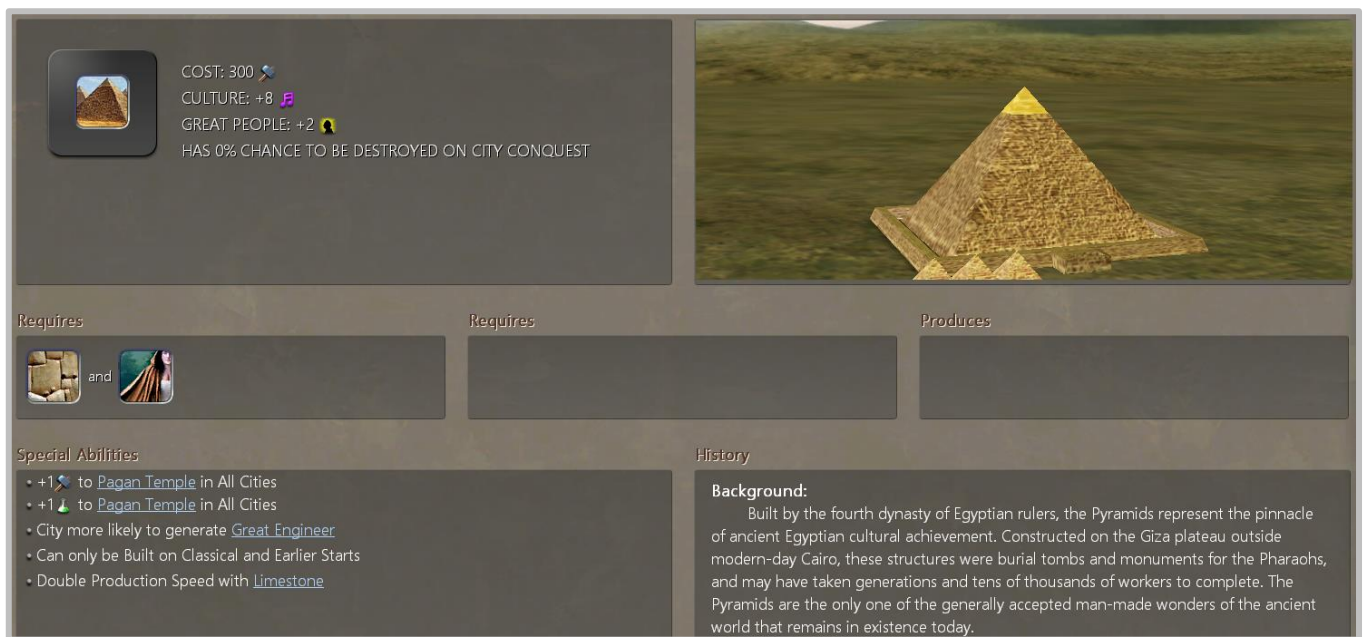 COST: 300
CULTURE: +8
GREAT PEOPLE: +2
HAS 0% CHANCE TO BE DESTROYED ON CITY CONQUEST
Requires
Requires
Produces
and
Special Abilities
+1 to Pagan Temple in All Cities
+1 to Pagan Temple in All Cities
City more likely to generate Great Engineer
Can only be Built on Classical and Earlier Starts
Double Production Speed with Limestone
History
Background:
Built by the fourth dynasty of Egyptian rulers, the Pyramids represent the pinnacle
of ancient Egyptian cultural achievement. Constructed on the Giza plateau outside
modern-day Cairo, these structures were burial tombs and monuments for the Pharaohs,
and may have taken generations and tens of thousands of workers to complete. The
Pyramids are the only one of the generally accepted man-made wonders of the ancient
world that remains in existence today.